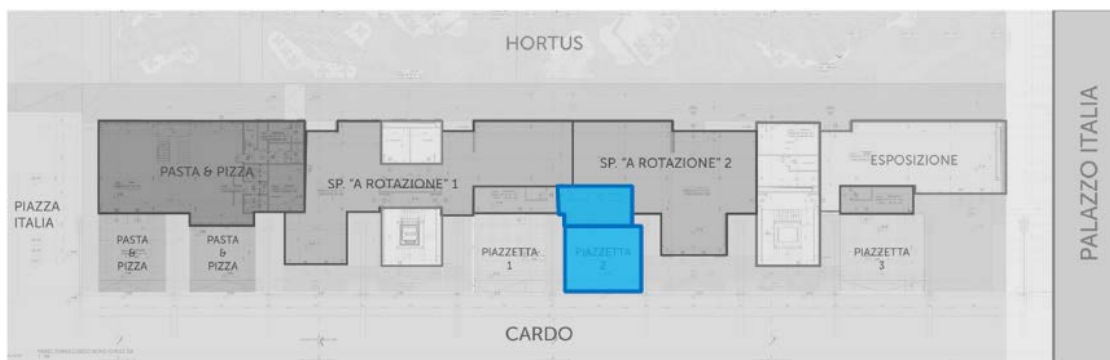 HORTUS
PALAZZO ITALIA
PASTA & PIZZA
SP. "A ROTAZIONE" 1
SP. "A ROTAZIONE" 2
ESPOSIZIONE
PIAZZA
ITALIA
PASTA
&
PIZZA
PASTA
&
PIZZA
PIAZZETTA
1
PIAZZETTA
2
PIAZZETTA
3
CARDO